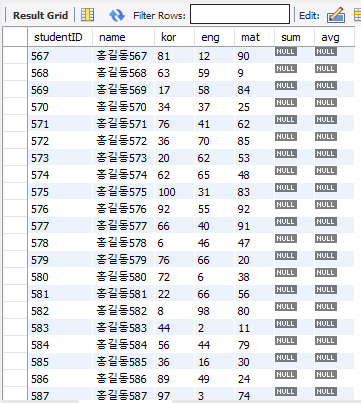 Result Grid Filter Rows: Edit:
studentID name kor eng mat sum avg
567 홍길동567 81 12 90 NULL NULL
568 홍길동568 63 59 9 NULL NULL
569 홍길동569 17 58 84 NULL NULL
570 홍길동570 34 37 25 NULL NULL
571 홍길동571 76 41 62 NULL NULL
572 홍길동572 36 70 85 NULL NULL
573 홍길동573 20 62 53 NULL NULL
574 홍길동574 62 65 48 NULL NULL
575 홍길동575 100 31 83 NULL NULL
576 홍길동576 92 55 92 NULL NULL
577 홍길동577 66 40 91 NULL NULL
578 홍길동578 6 46 47 NULL NULL
579 홍길동579 76 66 20 NULL NULL
580 홍길동580 72 6 38 NULL NULL
581 홍길동581 22 66 56 NULL NULL
582 홍길동582 8 98 80 NULL NULL
583 홍길동583 44 2 11 NULL NULL
584 홍길동584 56 44 79 NULL NULL
585 홍길동585 36 16 30 NULL NULL
586 홍길동586 89 49 24 NULL NULL
587 홍길동587 97 3 74 NULL NULL